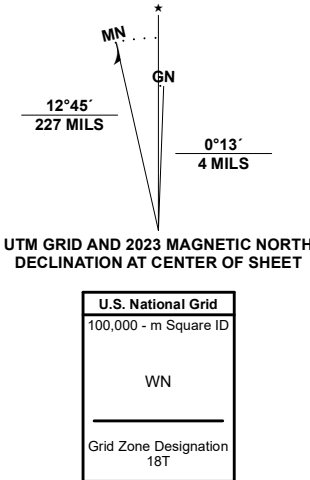 ★
MN
GN
12°45´
227 MILS
0°13´
4 MILS
UTM GRID AND 2023 MAGNETIC NORTH
DECLINATION AT CENTER OF SHEET
U.S. National Grid
100,000 - m Square ID
WN
Grid Zone Designation
18T